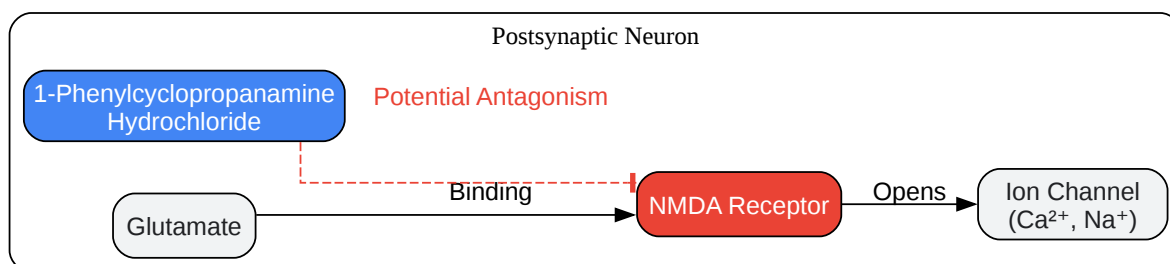 Postsynaptic Neuron
1-Phenylcyclopropanamine
Hydrochloride
Potential Antagonism
Binding
Glutamate
NMDA Receptor
Opens
Ion Channel
(Ca²⁺, Na⁺)